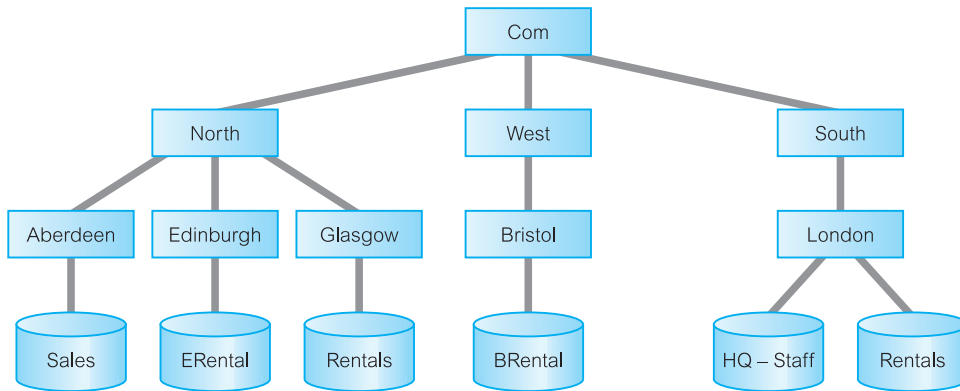 Com
North
West
South
Aberdeen
Edinburgh
Glasgow
Bristol
London
Sales
ERental
Rentals
BRental
HQ – Staff
Rentals